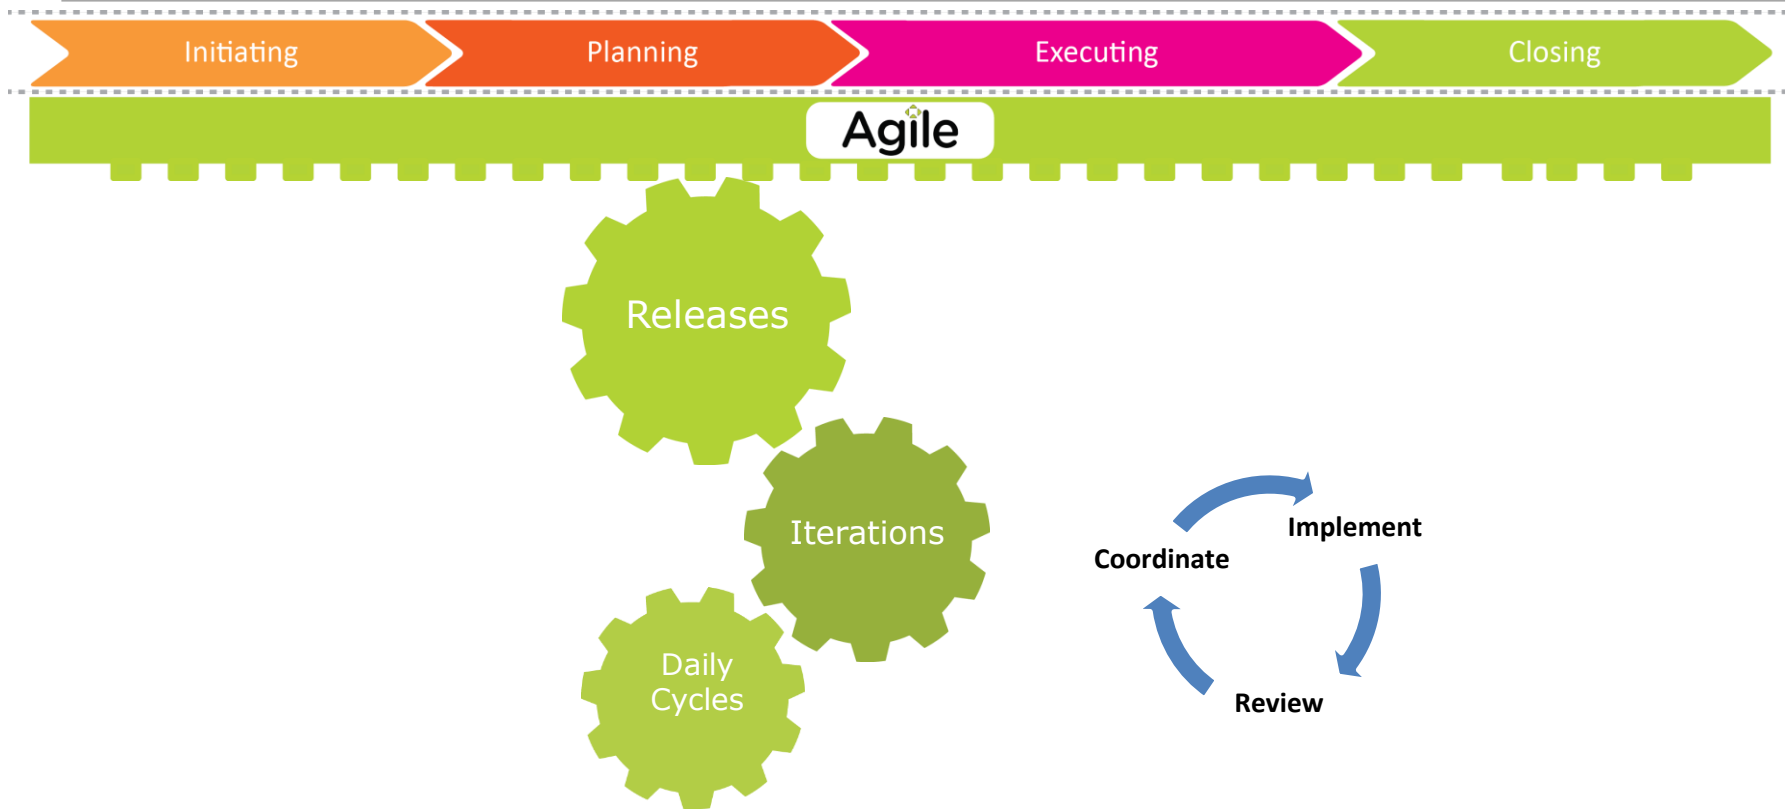 Initiating
Planning
Executing
Closing
Agile
Releases
Iterations
Implement
Coordinate
Daily
Cycles
Review